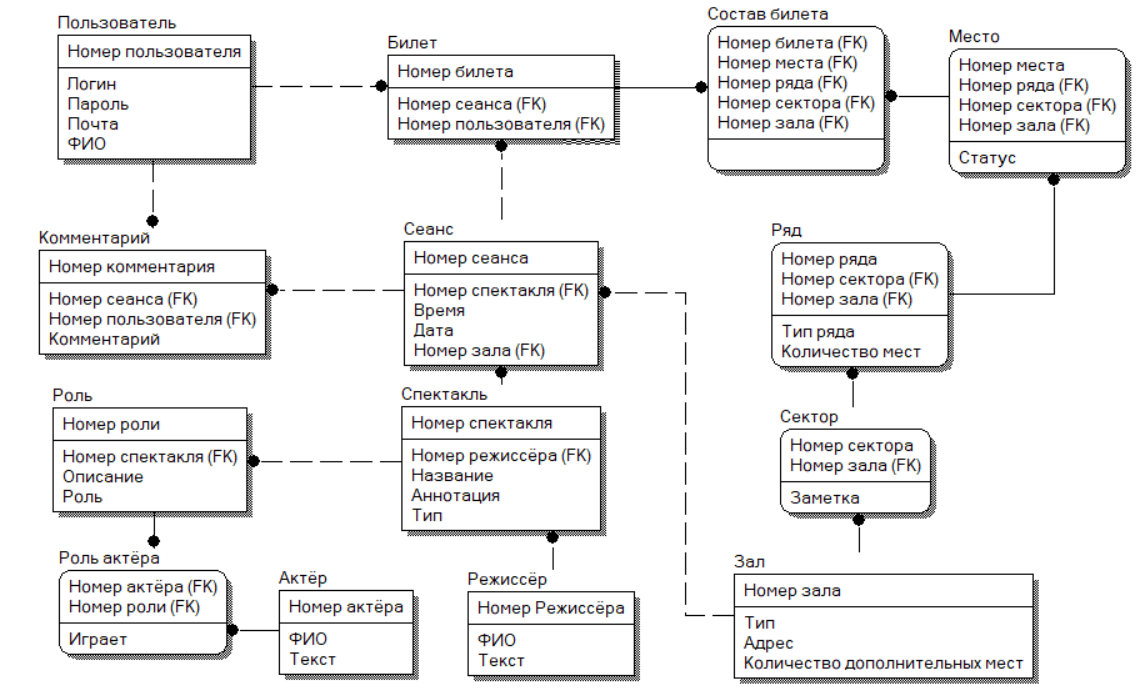 Пользователь
Номер пользователя
Логин
Пароль
Почта
ФИО
Билет
Номер билета
Номер сеанса (FK)
Номер пользователя (FK)
Состав билета
Номер билета (FK)
Номер места (FK)
Номер ряда (FK)
Номер сектора (FK)
Номер зала (FK)
Место
Номер места
Номер ряда (FK)
Номер сектора (FK)
Номер зала (FK)
Статус
Комментарий
Номер комментария
Номер сеанса (FK)
Номер пользователя (FK)
Комментарий
Сеанс
Номер сеанса
Номер спектакля (FK)
Время
Дата
Номер зала (FK)
Ряд
Номер ряда
Номер сектора (FK)
Номер зала (FK)
Тип ряда
Количество мест
Роль
Номер роли
Номер спектакля (FK)
Описание
Роль
Спектакль
Номер спектакля
Номер режиссёра (FK)
Название
Аннотация
Тип
Сектор
Номер сектора
Номер зала (FK)
Заметка
Роль актёра
Номер актёра (FK)
Номер роли (FK)
Играет
Актёр
Номер актёра
ФИО
Текст
Режиссёр
Номер Режиссёра
ФИО
Текст
Зал
Номер зала
Тип
Адрес
Количество дополнительных мест